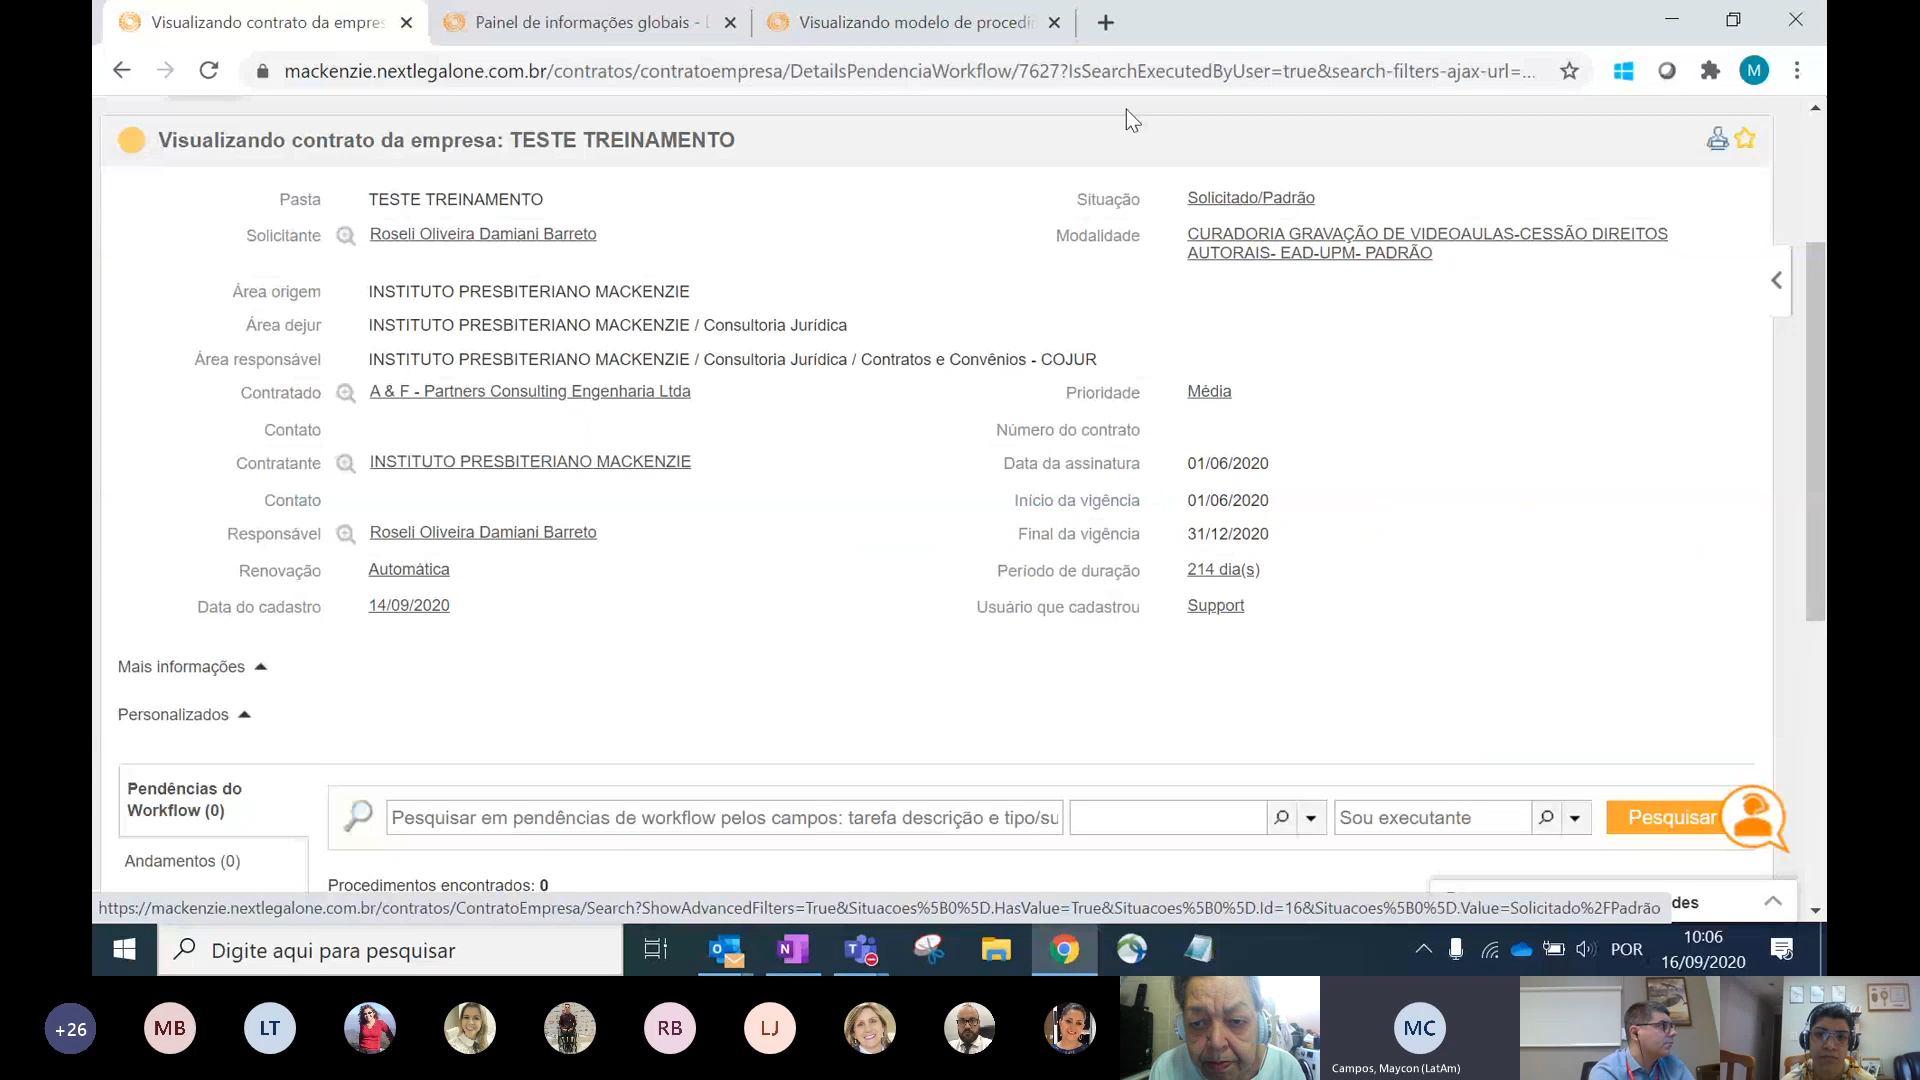 Visualizando contrato da empres
Painel de informações globais -
Visualizando modelo de procedi
mackenzie.nextlegalone.com.br/contratos/contratoempresa/DetailsPendenciaWorkflow/7627?IsSearchExecutedByUser=true&search-filters-ajax-url=...
M
Visualizando contrato da empresa: TESTE TREINAMENTO
Pasta TESTE TREINAMENTO
Situação Solicitado/Padrão
Solicitante Roseli Oliveira Damiani Barreto
Modalidade CURADORIA GRAVAÇÃO DE VIDEOAULAS-CESSÃO DIREITOS
AUTORAIS- EAD-UPM- PADRÃO
Área origem INSTITUTO PRESBITERIANO MACKENZIE
Área dejur INSTITUTO PRESBITERIANO MACKENZIE / Consultoria Jurídica
Área responsável INSTITUTO PRESBITERIANO MACKENZIE / Consultoria Jurídica / Contratos e Convênios - COJUR
Contratado A & F - Partners Consulting Engenharia Ltda
Prioridade Média
Contato
Número do contrato
Contratante INSTITUTO PRESBITERIANO MACKENZIE
Data da assinatura 01/06/2020
Contato
Início da vigência 01/06/2020
Responsável Roseli Oliveira Damiani Barreto
Final da vigência 31/12/2020
Renovação Automática
Período de duração 214 dia(s)
Data do cadastro 14/09/2020
Usuário que cadastrou Support
Mais informações
Personalizados
Pendências do
Workflow (0)
Pesquisar em pendências de workflow pelos campos: tarefa descrição e tipo/su
Sou executante
Pesquisar
Andamentos (0)
Procedimentos encontrados: 0
des
https://mackenzie.nextlegalone.com.br/contratos/ContratoEmpresa/Search?ShowAdvancedFilters=True&Situacoes%5B0%5D.HasValue=True&Situacoes%5B0%5D.Id=16&Situacoes%5B0%5D.Value=Solicitado%2FPadrão
Digite aqui para pesquisar
POR
10:06
16/09/2020
+26
MB
LT
RB
LJ
MC
Campos, Maycon (LatAm)